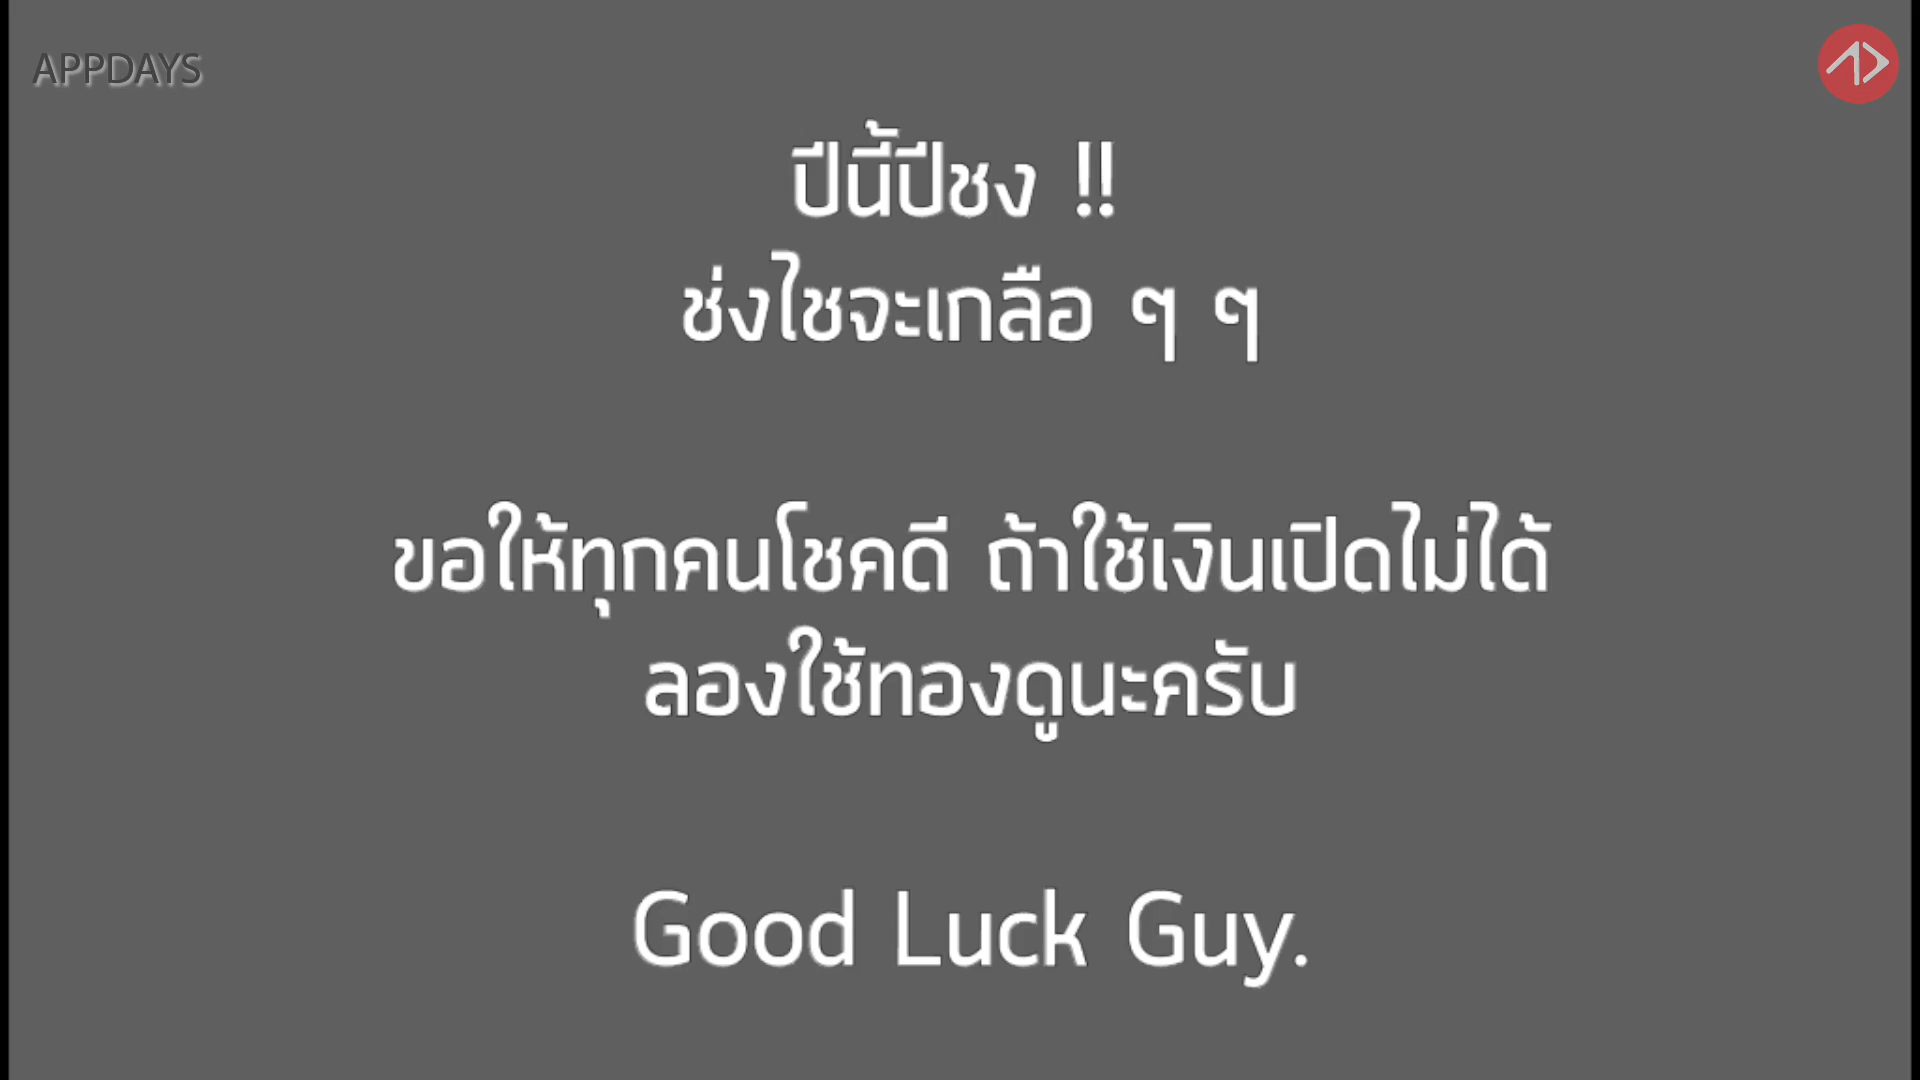 APPDAYS
ปีนี้ปีชง !!
ช่งไชจะเกลือ ๆ ๆ
ขอให้ทุกคนโชคดี ถ้าใช้เงินเปิดไม่ได้
ลองใช้ทองดูนะครับ
Good Luck Guy.